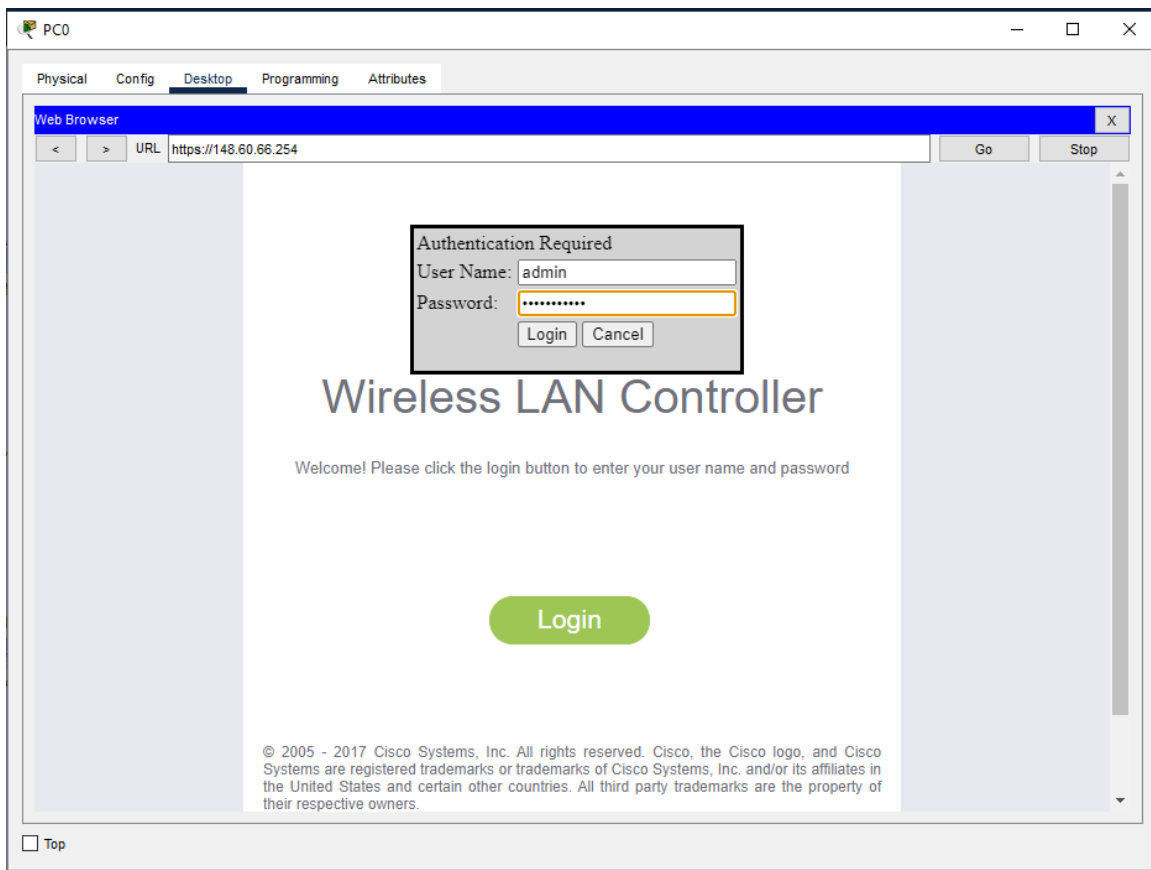 PC0
Physical Config Desktop Programming Attributes
Web Browser X
< > URL https://148.60.66.254 Go Stop
Authentication Required
User Name: admin
Password: •••••••••••
Login Cancel
Wireless LAN Controller
Welcome! Please click the login button to enter your user name and password
Login
© 2005 - 2017 Cisco Systems, Inc. All rights reserved. Cisco, the Cisco logo, and Cisco
Systems are registered trademarks or trademarks of Cisco Systems, Inc. and/or its affiliates in
the United States and certain other countries. All third party trademarks are the property of
their respective owners.
Top